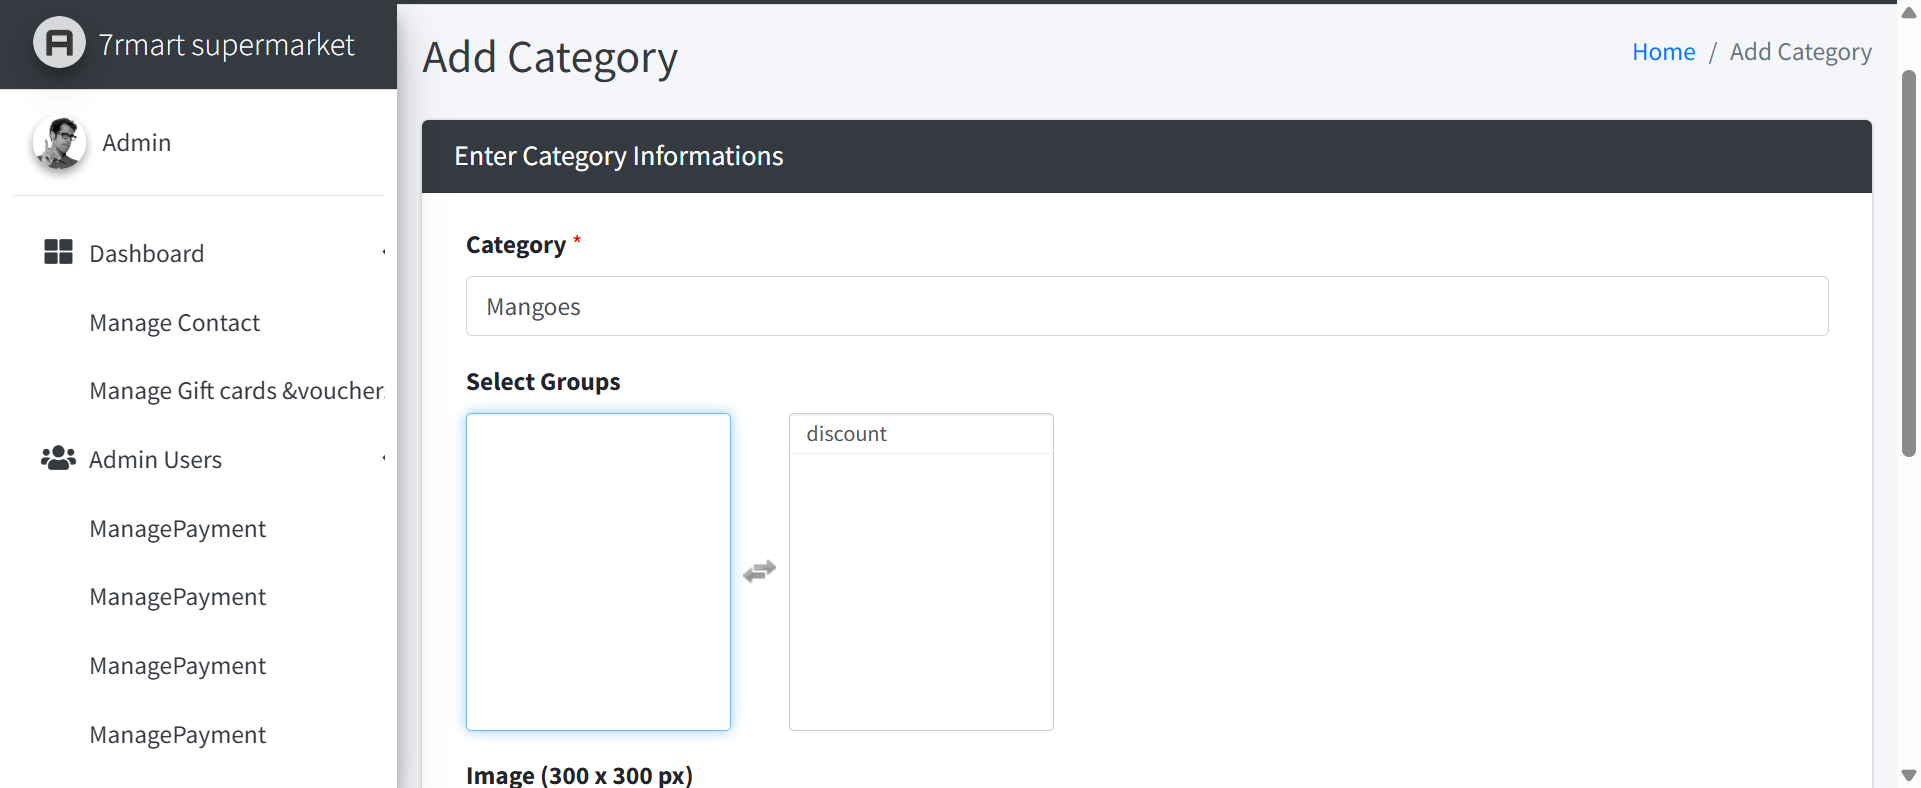 7rmart supermarket
Admin
Dashboard
Manage Contact
Manage Gift cards &voucher
Admin Users
ManagePayment
ManagePayment
ManagePayment
ManagePayment
Add Category
Home / Add Category
Enter Category Informations
Category *
Mangoes
Select Groups
discount
Image (300 x 300 px)